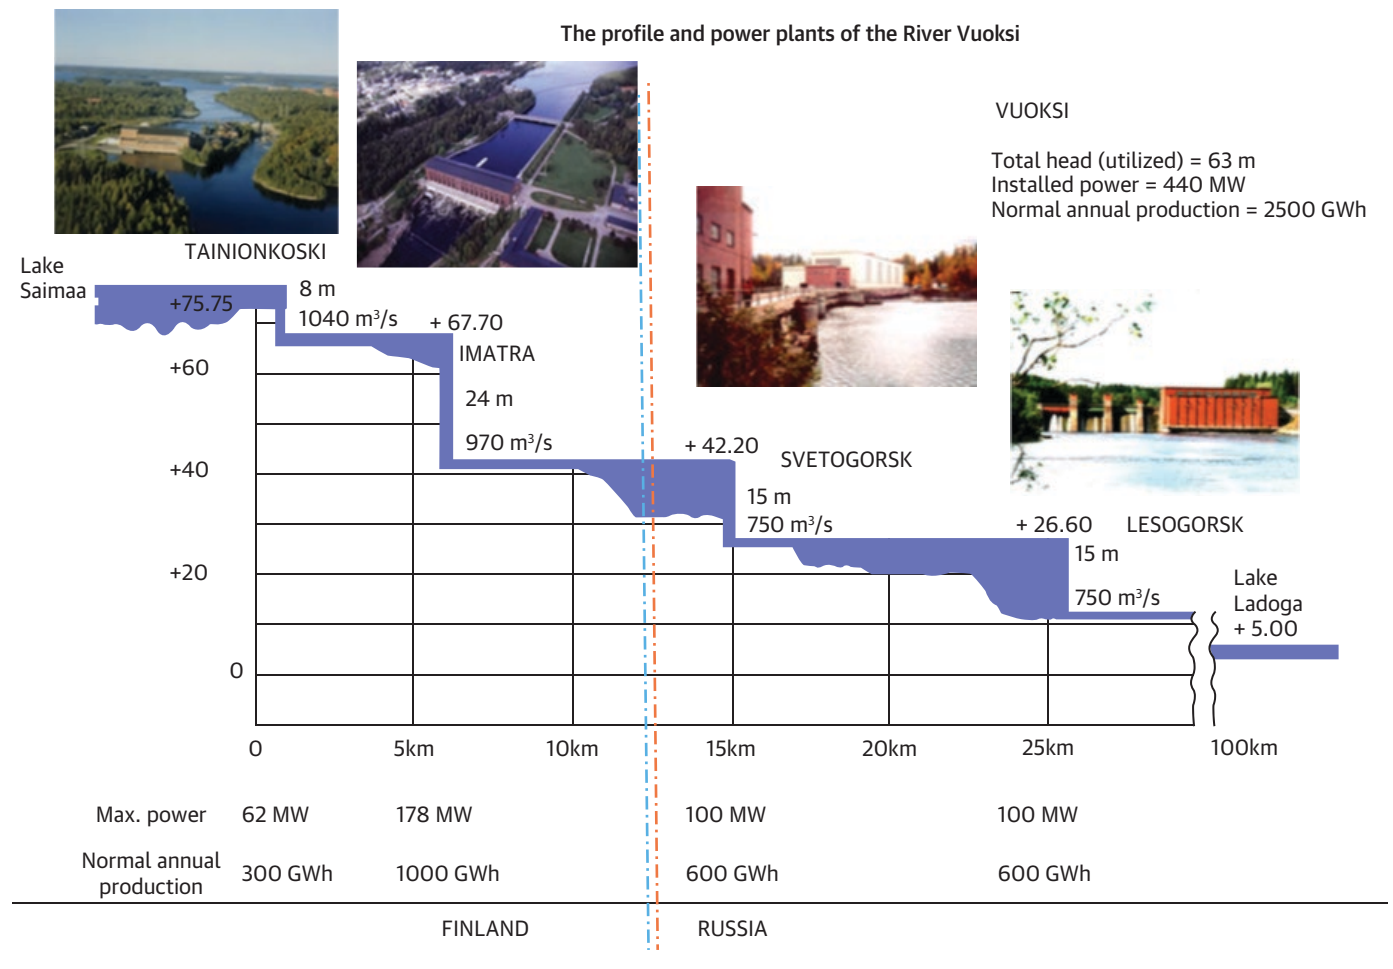 The profile and power plants of the River Vuoksi
VUOKSI
Total head (utilized) = 63 m
Installed power = 440 MW
Normal annual production = 2500 GWh
TAINIONKOSKI
Lake
Saimaa
+75.75
8 m
1040 m³/s
+ 67.70
IMATRA
24 m
970 m³/s
+ 42.20
SVETOGORSK
15 m
750 m³/s
+ 26.60
LESOGORSK
15 m
750 m³/s
Lake
Ladoga
+ 5.00
+60
+40
+20
0
0
5km
10km
15km
20km
25km
100km
Max. power
62 MW
178 MW
100 MW
100 MW
Normal annual
production
300 GWh
1000 GWh
600 GWh
600 GWh
FINLAND
RUSSIA